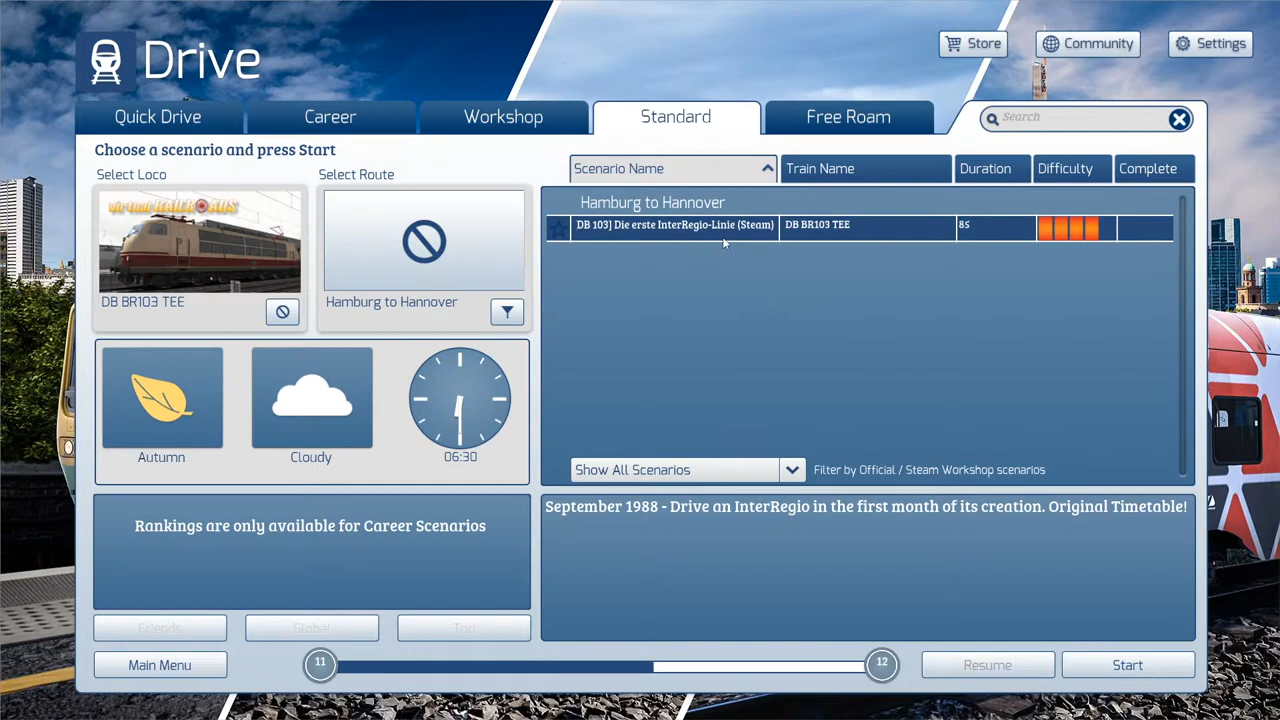 Drive
Store
Community
Settings
Quick Drive
Career
Workshop
Standard
Free Roam
Search
Choose a scenario and press Start
Select Loco
Select Route
virtual RAILROADS
DB BR103 TEE
Hamburg to Hannover
Scenario Name
Train Name
Duration
Difficulty
Complete
Hamburg to Hannover
DB 103] Die erste InterRegio-Linie (Steam)
DB BR103 TEE
85
Autumn
Cloudy
06:30
Show All Scenarios
Filter by Official / Steam Workshop scenarios
Rankings are only available for Career Scenarios
September 1988 - Drive an InterRegio in the first month of its creation. Original Timetable!
Friends
Global
Top
Main Menu
11
12
Resume
Start